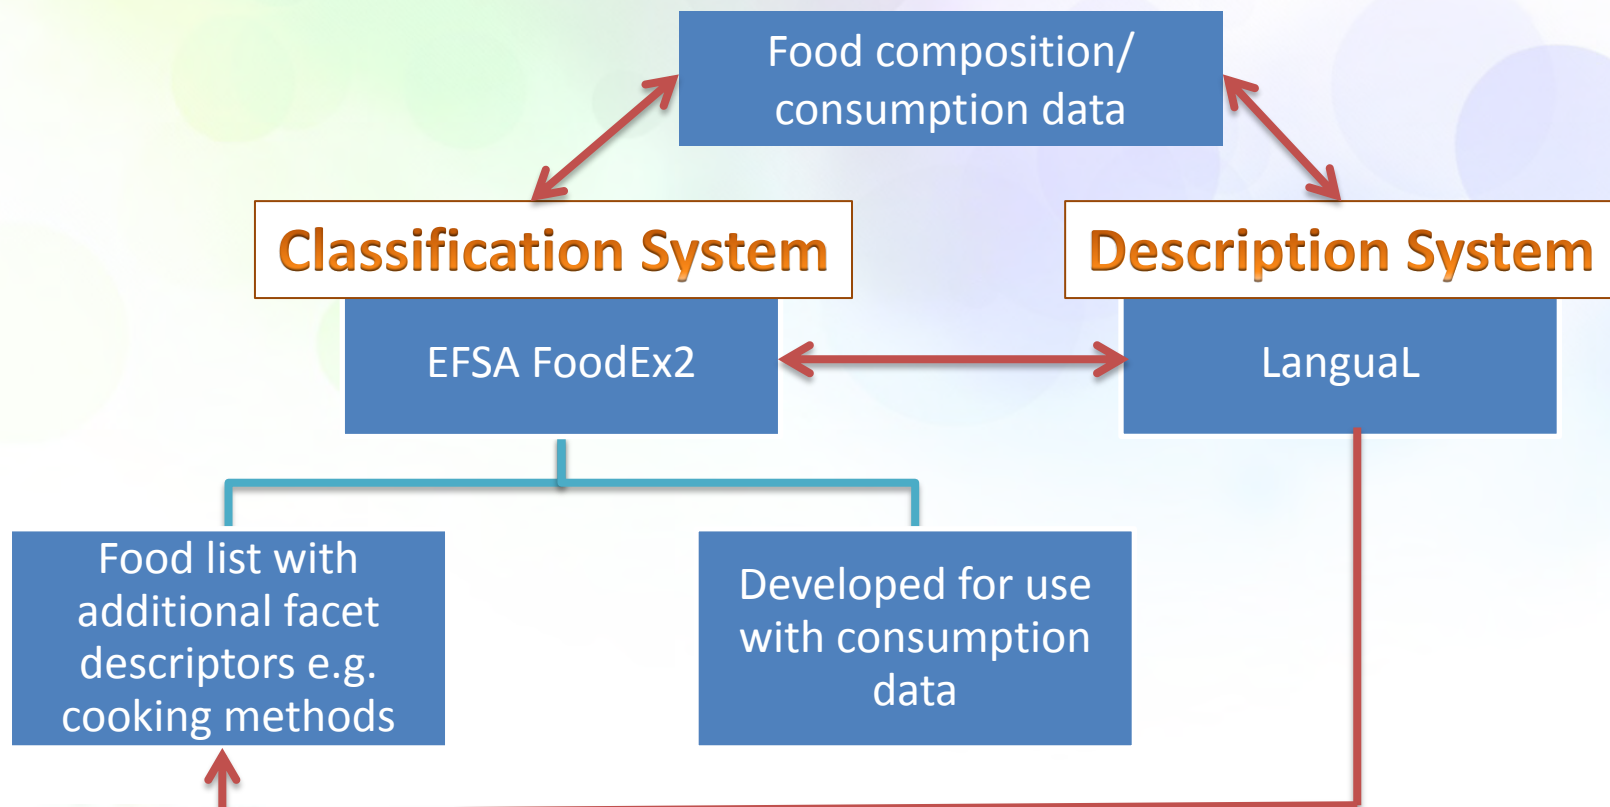 Food composition/
consumption data
Classification System
Description System
EFSA FoodEx2
LanguaL
Food list with
additional facet
descriptors e.g.
cooking methods
Developed for use
with consumption
data